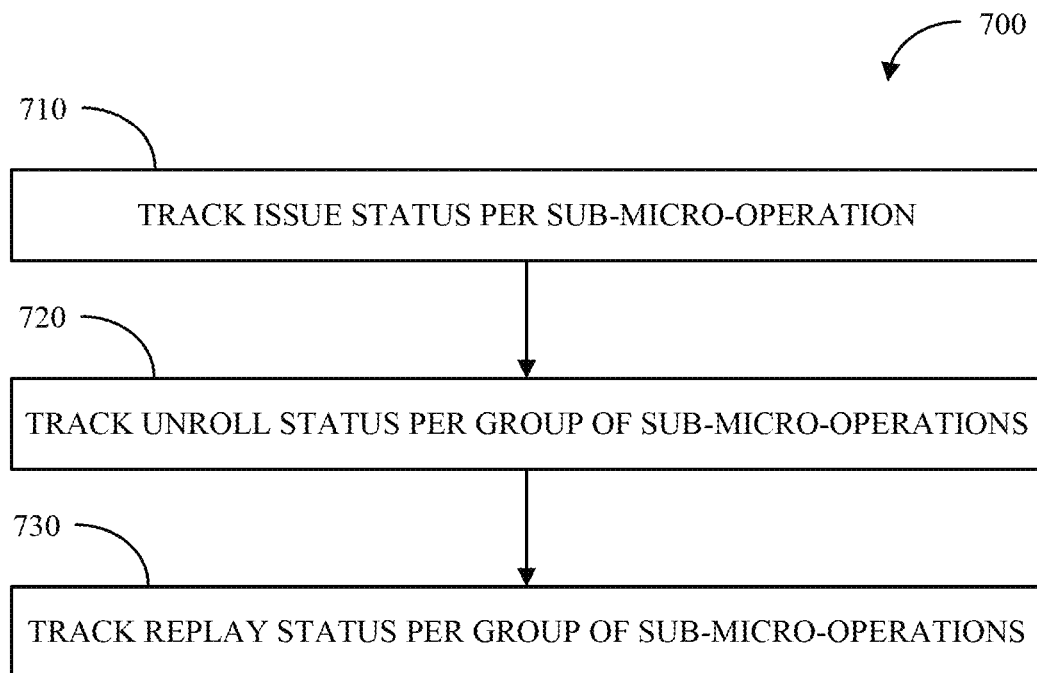 700
710
TRACK ISSUE STATUS PER SUB-MICRO-OPERATION
720
TRACK UNROLL STATUS PER GROUP OF SUB-MICRO-OPERATIONS
730
TRACK REPLAY STATUS PER GROUP OF SUB-MICRO-OPERATIONS